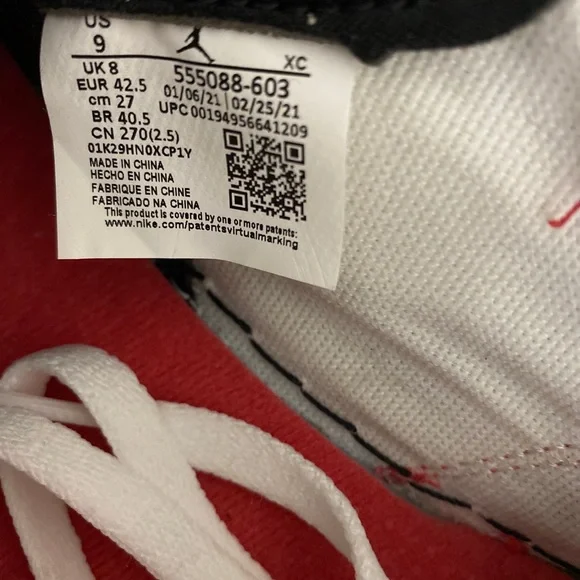 US
9
XC
UK 8
555088-603
EUR 42.5
01/06/21 | 02/25/21
cm 27
UPC 00194956641209
BR 40.5
CN 270(2.5)
01K29HN0XCP1Y
MADE IN CHINA
HECHO EN CHINA
FABRIQUE EN CHINE
FABRICADO NA CHINA
This product is covered by one or more patents:
www.nike.com/patentsvirtualmarking